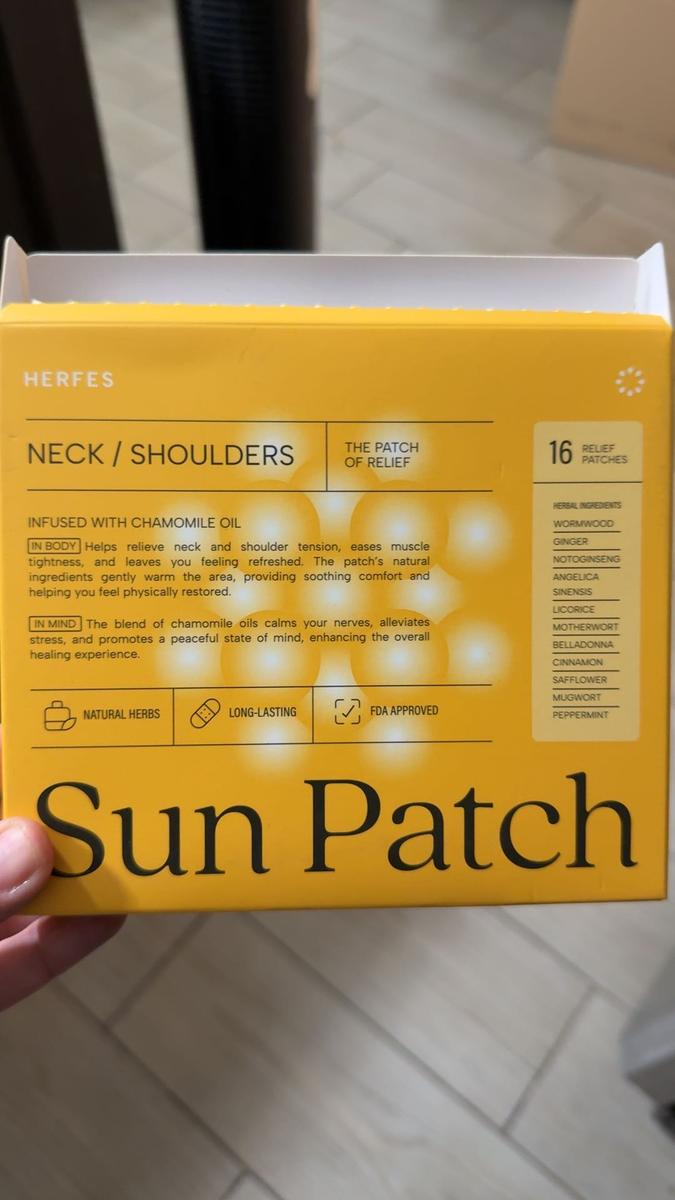 HERFES
NECK / SHOULDERS
THE PATCH
OF RELIEF
16
RELIEF
PATCHES
INFUSED WITH CHAMOMILE OIL
IN BODY Helps relieve neck and shoulder tension, eases muscle
tightness, and leaves you feeling refreshed. The patch's natural
ingredients gently warm the area, providing soothing comfort and
helping you feel physically restored.
IN MIND The blend of chamomile oils calms your nerves, alleviates
stress, and promotes a peaceful state of mind, enhancing the overall
healing experience.
HERBAL INGREDIENTS
WORMWOOD
GINGER
NOTOGINSENG
ANGELICA
SINENSIS
LICORICE
MOTHERWORT
BELLADONNA
CINNAMON
SAFFLOWER
MUGWORT
PEPPERMINT
NATURAL HERBS
LONG-LASTING
FDA APPROVED
Sun Patch